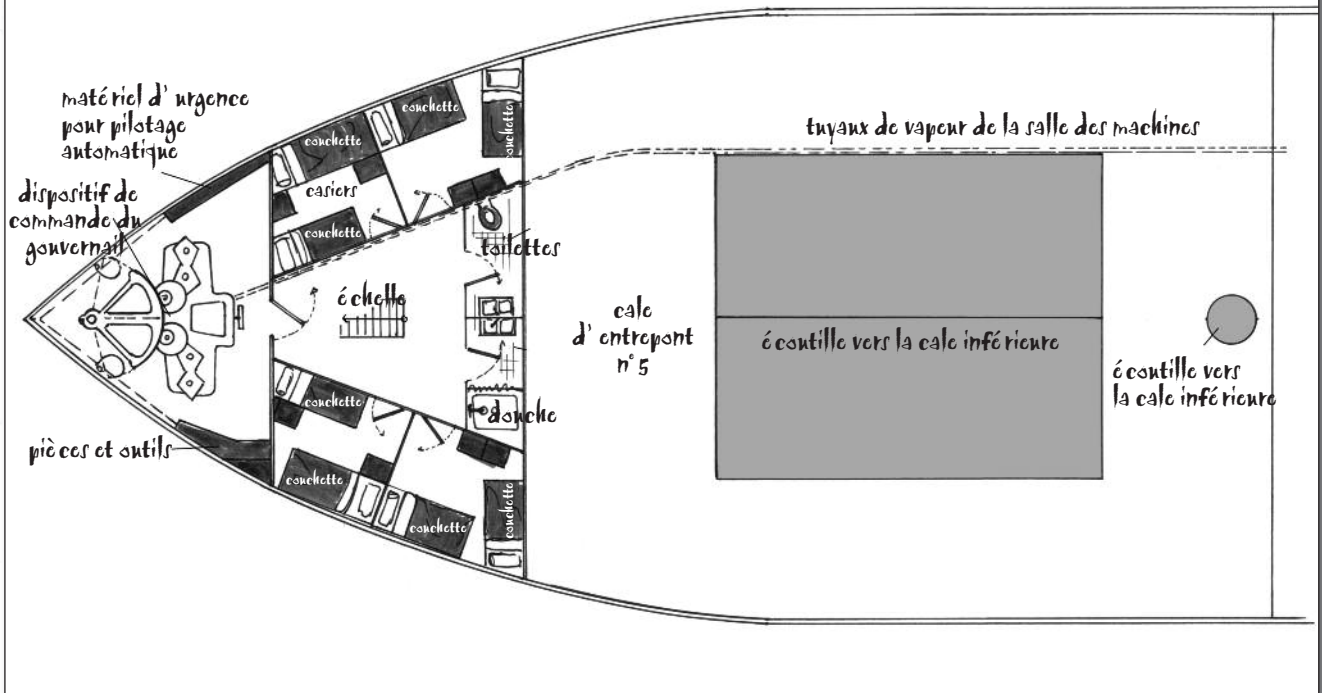 matériel d'urgence
pour pilotage
automatique
dispositif de
commande du
gouvernail
pièces et outils
couchette
couchette
couchette
casiers
couchette
toilettes
échelle
douche
couchette
couchette
couchette
couchette
tuyaux de vapeur de la salle des machines
cale
d'entrepont
n°5
écoutille vers la cale inférieure
écoutille vers
la cale inférieure